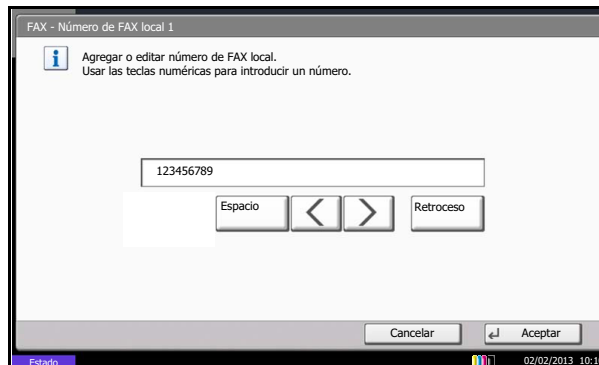 FAX - Número de FAX local 1
Agregar o editar número de FAX local.
Usar las teclas numéricas para introducir un número.
123456789
Espacio
Retroceso
Cancelar
Aceptar
Estado
02/02/2013 10:10